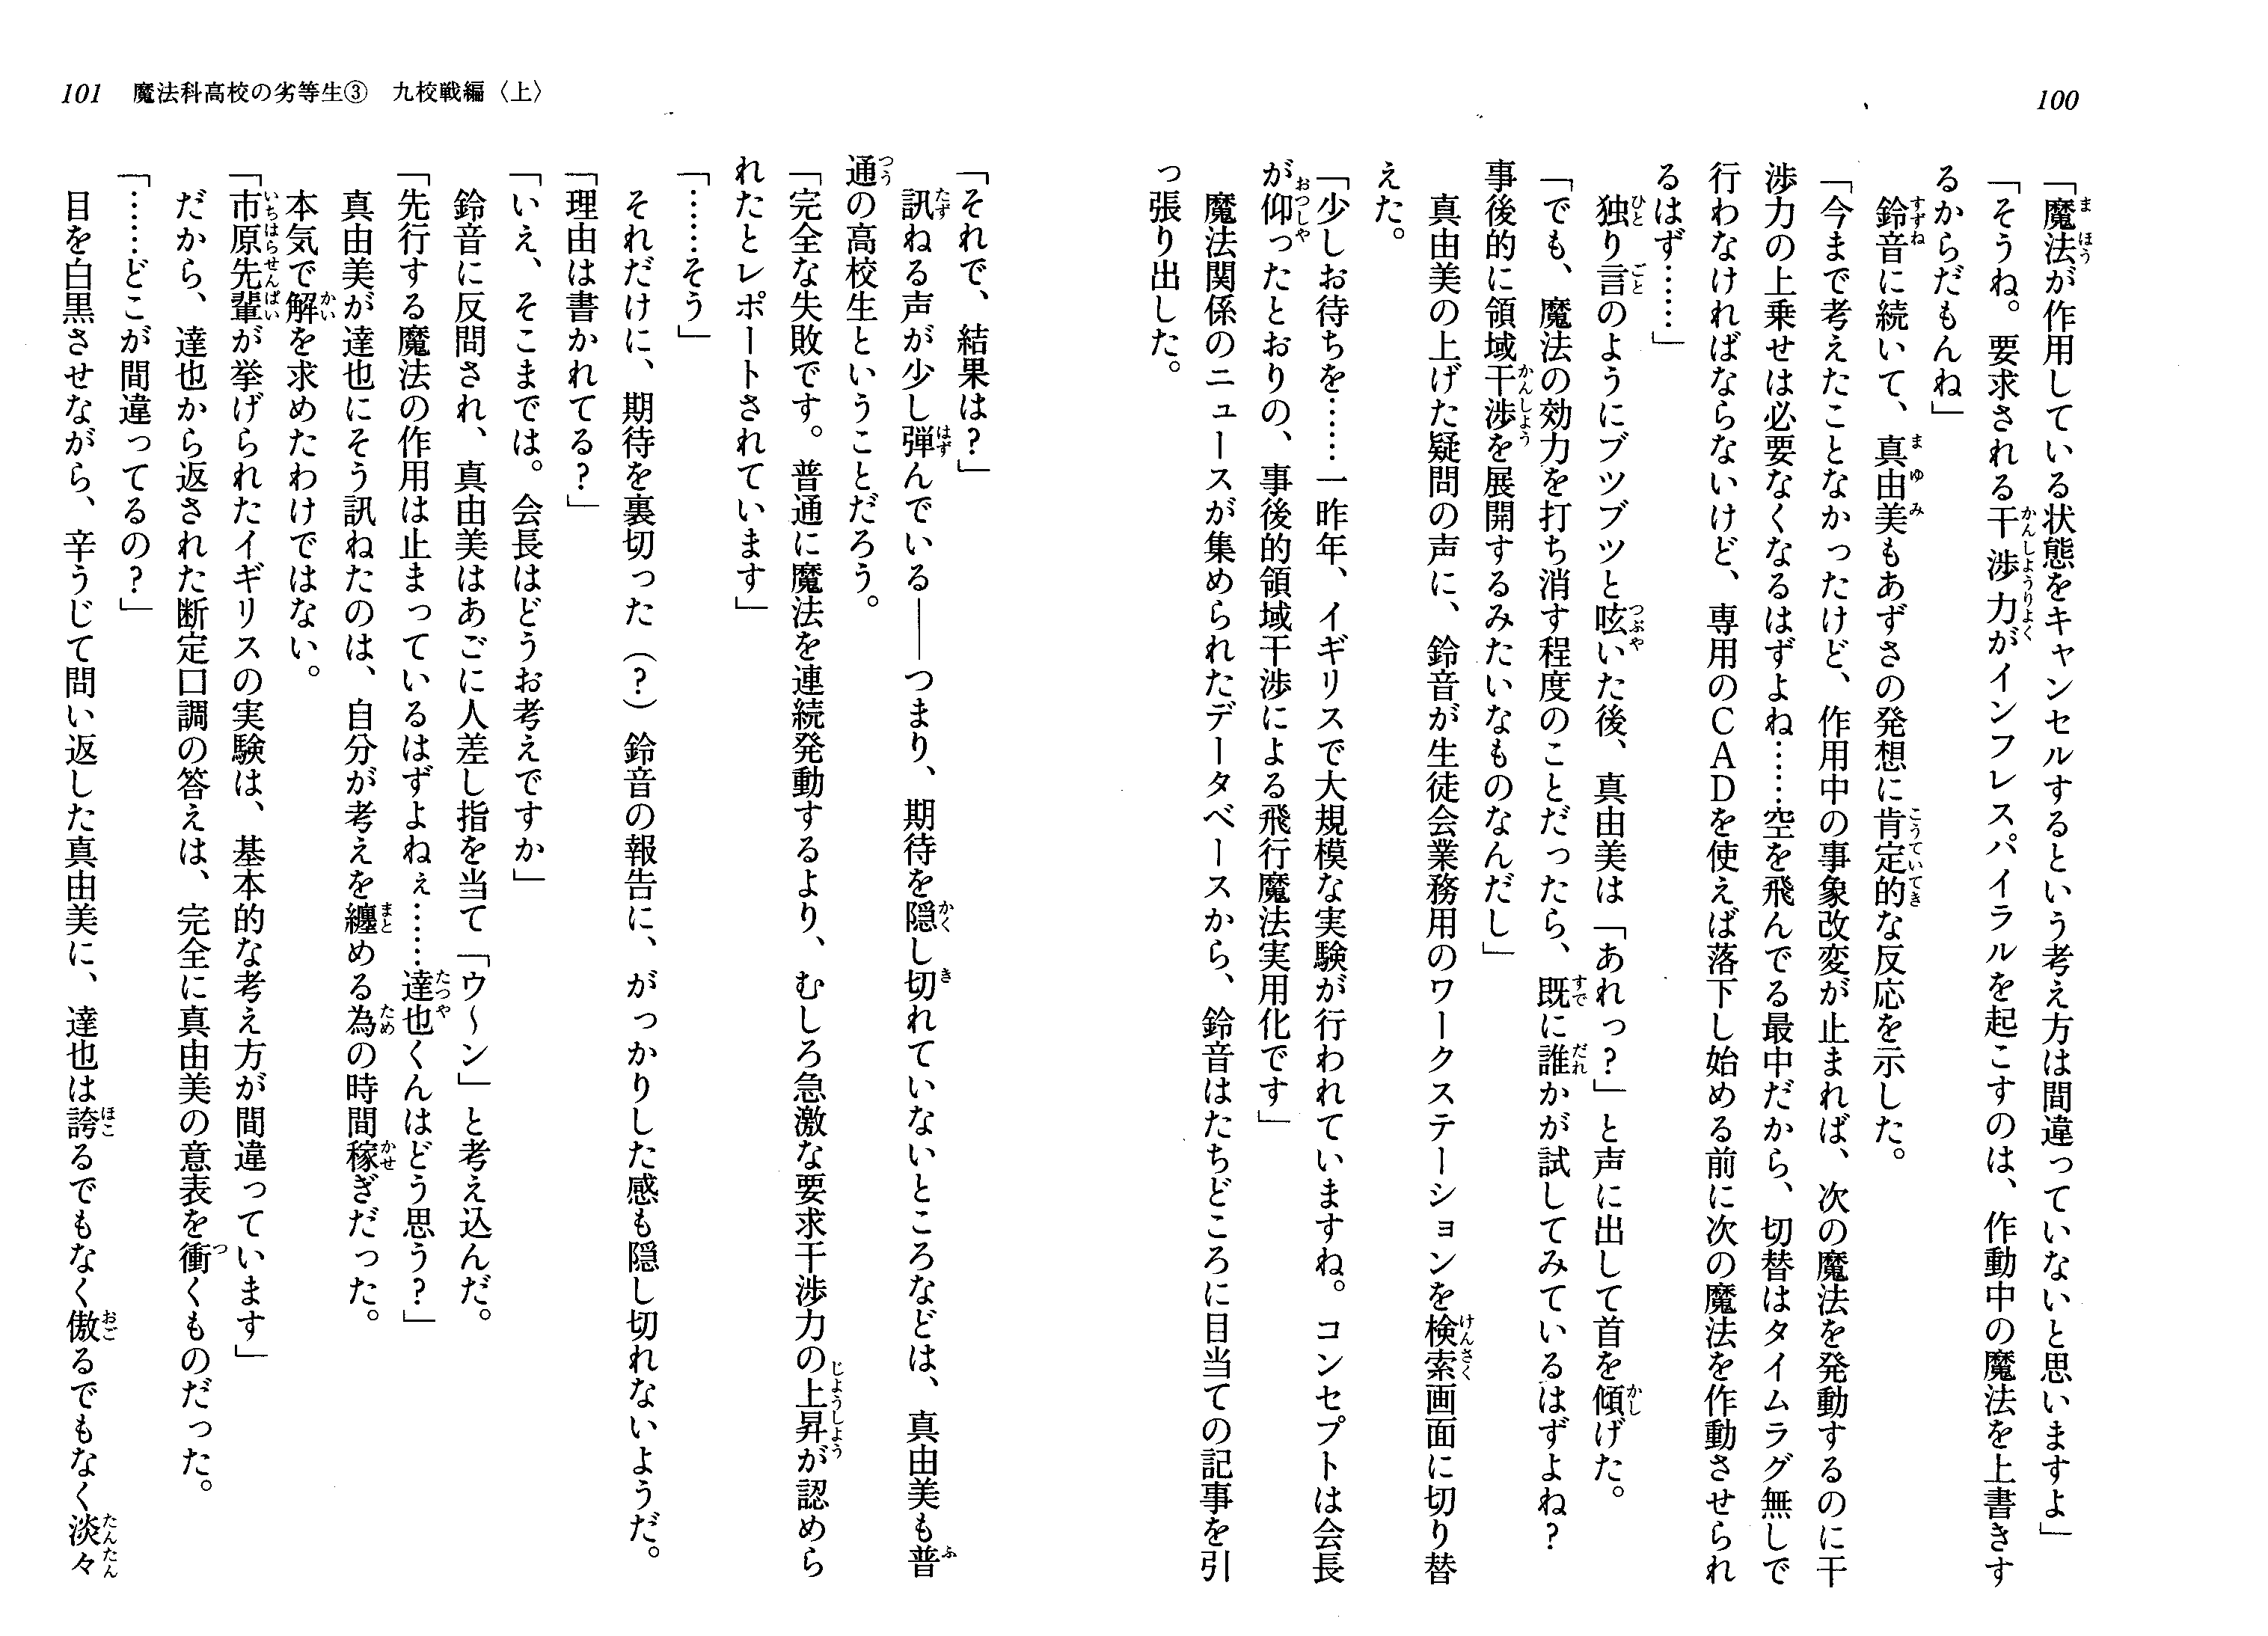 100
「魔法が作用している状態をキャンセルするという考え方は間違っていないと思いますよ」
「そうね。要求される干渉力がインフレスパイラルを起こすのは、作動中の魔法を上書きす
るからだもんね」
鈴音に続いて、真由美もあずさの発想に肯定的な反応を示した。
「今まで考えたことなかったけど、作用中の事象改変が止まれば、次の魔法を発動するのに干
渉力の上乗せは必要なくなるはずよね……空を飛んでる最中だから、切替はタイムラグ無しで
行わなければならないけど、専用のＣＡＤを使えば落下し始める前に次の魔法を作動させられ
るはず……」
独り言のようにブツブツと呟いた後、真由美は「あれっ？」と声に出して首を傾げた。
「でも、魔法の効力を打ち消す程度のことだったら、既に誰かが試してみているはずよね？
事後的に領域干渉を展開するみたいなものなんだし」
真由美の上げた疑問の声に、鈴音が生徒会業務用のワークステーションを検索画面に切り替
えた。
「少しお待ちを……一昨年、イギリスで大規模な実験が行われていますね。コンセプトは会長
が仰ったとおりの、事後的領域干渉による飛行魔法実用化です」
魔法関係のニュースが集められたデータベースから、鈴音はたちどころに目当ての記事を引
っ張り出した。
101　魔法科高校の劣等生③　九校戦編〈上〉
「それで、結果は？」
訊ねる声が少し弾んでいる――つまり、期待を隠し切れていないところなどは、真由美も普
通の高校生ということだろう。
「完全な失敗です。普通に魔法を連続発動するより、むしろ急激な要求干渉力の上昇が認めら
れたとレポートされています」
「……そう」
それだけに、期待を裏切った（？）鈴音の報告に、がっかりした感も隠し切れないようだ。
「理由は書かれてる？」
「いえ、そこまでは。会長はどうお考えですか」
鈴音に反問され、真由美はあごに人差し指を当て「ウ～ン」と考え込んだ。
「先行する魔法の作用は止まっているはずよねぇ……達也くんはどう思う？」
真由美が達也にそう訊ねたのは、自分が考えを纏める為の時間稼ぎだった。
本気で解を求めたわけではない。
「市原先輩が挙げられたイギリスの実験は、基本的な考え方が間違っています」
だから、達也から返された断定口調の答えは、完全に真由美の意表を衝くものだった。
「……どこが間違ってるの？」
目を白黒させながら、辛うじて問い返した真由美に、達也は誇るでもなく傲るでもなく淡々